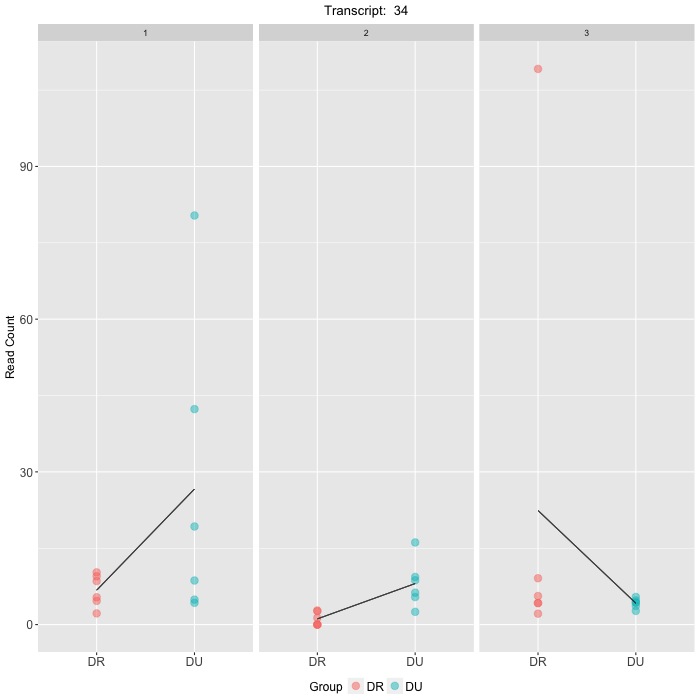 Transcript:  34
1 2 3
Read Count
90
60
30
0
DR DU DR DU DR DU
Group DR DU